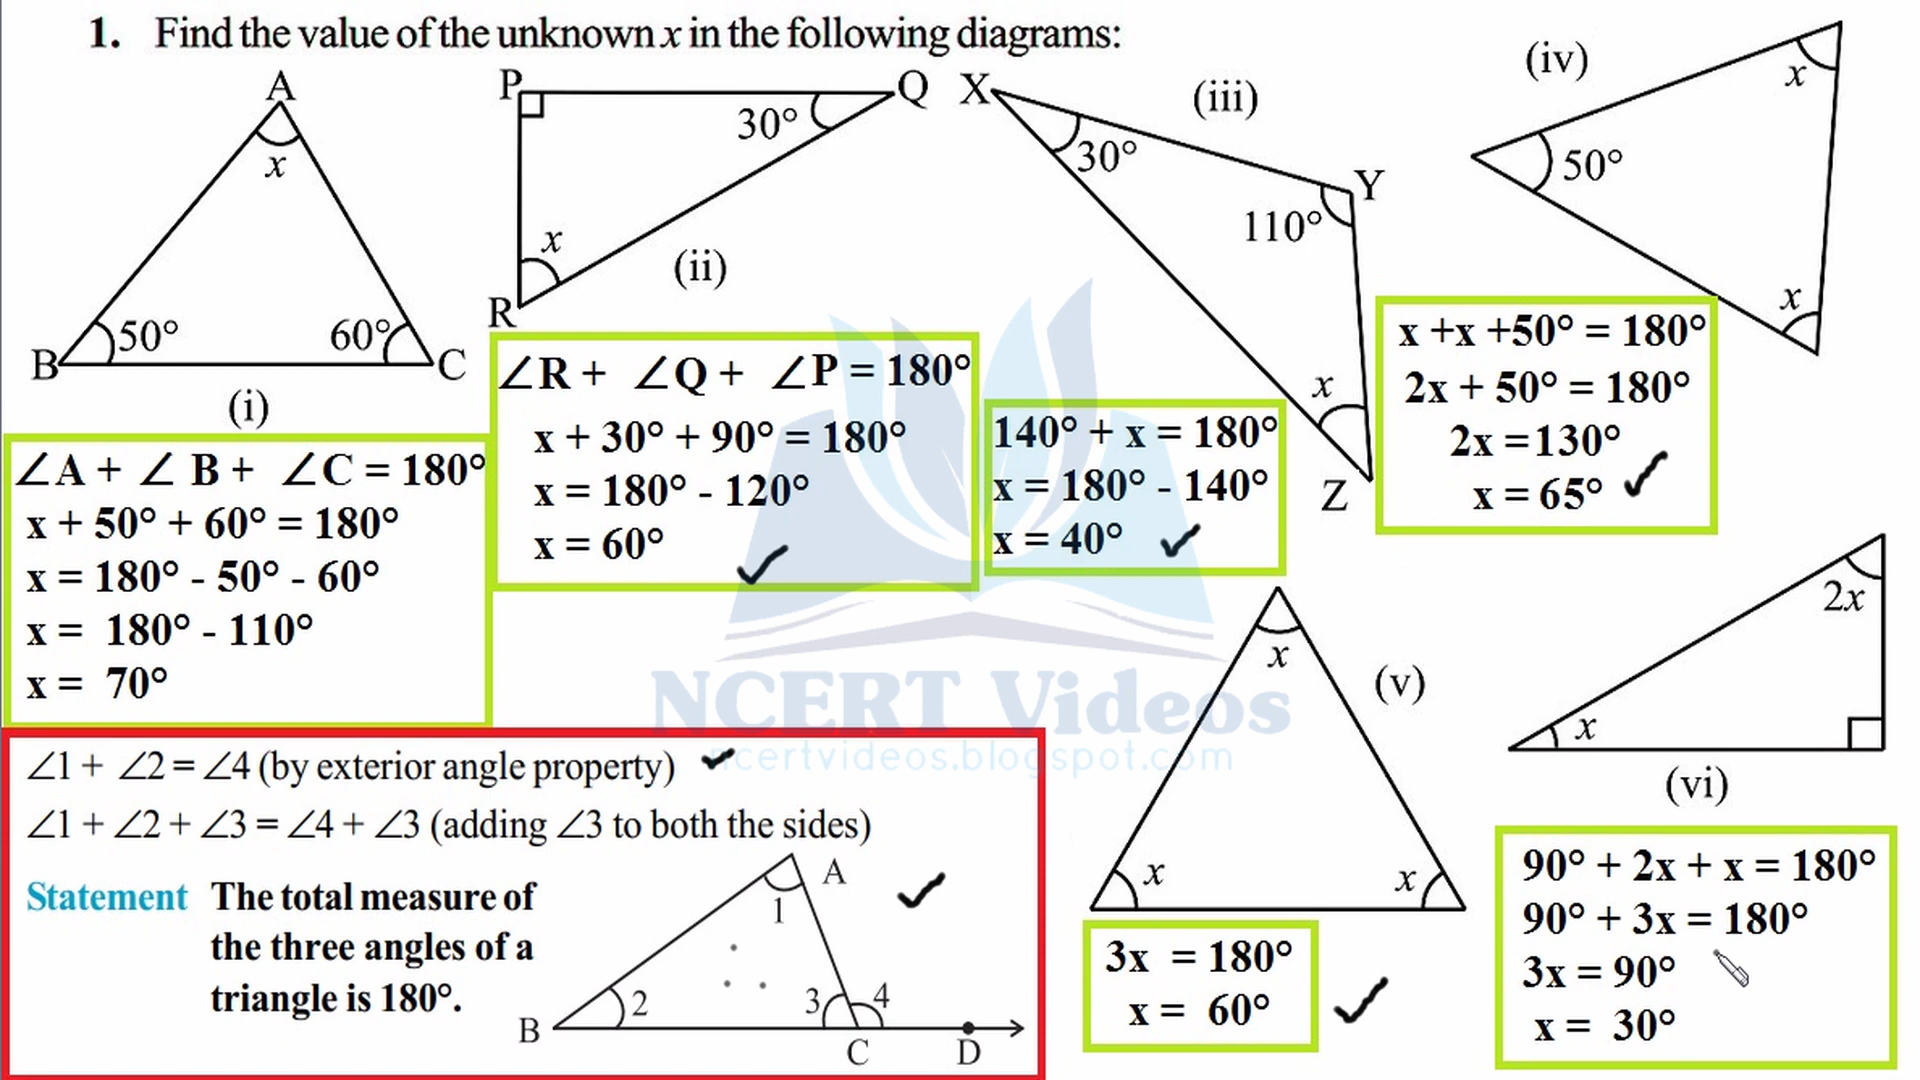 1. Find the value of the unknown x in the following diagrams:
A
x
B
50°
60°
C
(i)
∠A + ∠ B + ∠C = 180°
x + 50° + 60° = 180°
x = 180° - 50° - 60°
x = 180° - 110°
x = 70°
P
Q
30°
x
R
(ii)
∠R + ∠Q + ∠P = 180°
x + 30° + 90° = 180°
x = 180° - 120°
x = 60°
X
(iii)
30°
Y
110°
x
Z
140° + x = 180°
x = 180° - 140°
x = 40°
(iv)
x
50°
x
x +x +50° = 180°
2x + 50° = 180°
2x =130°
x = 65°
NCERT Videos
ncertvideos.blogspot.com
x
(v)
x
x
3x = 180°
x = 60°
2x
x
(vi)
90° + 2x + x = 180°
90° + 3x = 180°
3x = 90°
x = 30°
∠1 + ∠2 = ∠4 (by exterior angle property)
∠1 + ∠2 + ∠3 = ∠4 + ∠3 (adding ∠3 to both the sides)
Statement The total measure of
the three angles of a
triangle is 180°.
A
1
2
3
4
B
C
D